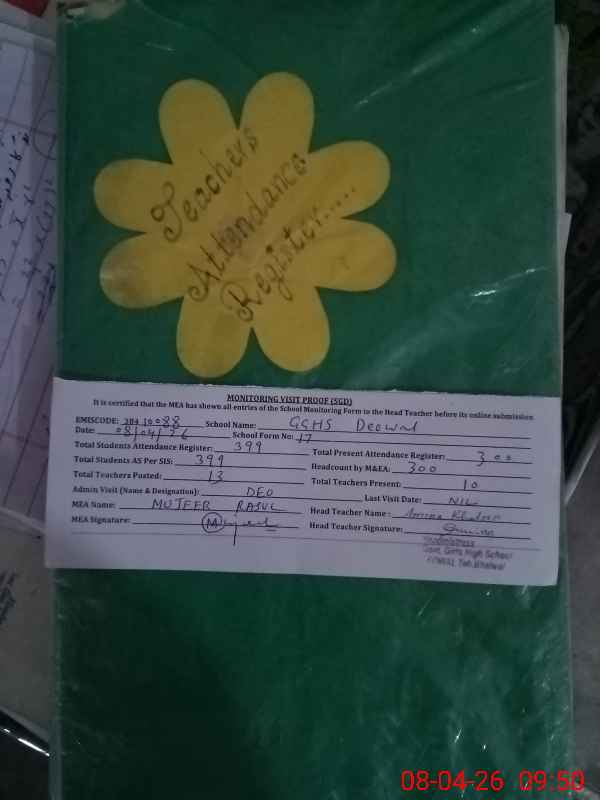 Teachers
Attendance
Register.....
MONITORING VISIT PROOF (SGD)
It is certified that the MEA has shown all entries of the School Monitoring Form to the Head Teacher before its online submission
EMISCODE: 384 10088 School Name: GGHS Deowal
Date: 08/04/26 School Form No: 17
Total Students Attendance Register: 399 Total Present Attendance Register: 300
Total Students AS Per SIS: 399 Headcount by M&EA: 300
Total Teachers Posted: 13 Total Teachers Present: 10
Admin Visit (Name & Designation): DEO Last Visit Date: NIL
MEA Name: RASUL Head Teacher Name:
MEA Signature: Head Teacher Signature:
Headmistress
Govt. Girls High School
Teh Bhalwal
08-04-26 09:50